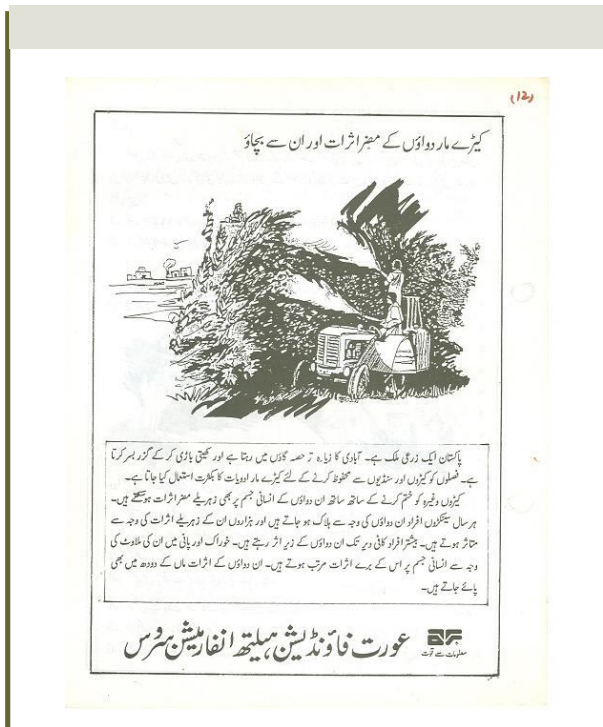 (12)
کیڑے مار دواؤں کے مضر اثرات اور ان سے بچاؤ
پاکستان ایک زرعی ملک ہے۔ آبادی کا زیادہ تر حصہ گاؤں میں رہتا ہے اور کھیتی باڑی کر کے گزر بسر کرتا
ہے۔ فصلوں کو کیڑوں اور سنڈیوں سے محفوظ کرنے کے لئے کیڑے مار ادویات کا بکثرت استعمال کیا جاتا ہے۔
کیڑوں وغیرہ کو ختم کرنے کے ساتھ ساتھ ان دواؤں کے انسانی جسم پر بھی زہریلے مضر اثرات ہوسکتے ہیں۔
ہر سال سینکڑوں افراد ان دواؤں کی وجہ سے ہلاک ہو جاتے ہیں اور ہزاروں ان کے زہریلے اثرات کی وجہ سے
متاثر ہوتے ہیں۔ بیشتر افراد کافی دیر تک ان دواؤں کے زیر اثر رہتے ہیں۔ خوراک اور پانی میں ان کی ملاوٹ کی
وجہ سے انسانی جسم پر اس کے برے اثرات مرتب ہوتے ہیں۔ ان دواؤں کے اثرات ماں کے دودھ میں بھی
پائے جاتے ہیں۔
عورت فاؤنڈیشن ہیلتھ انفارمیشن سروس
معلومات سے قوت